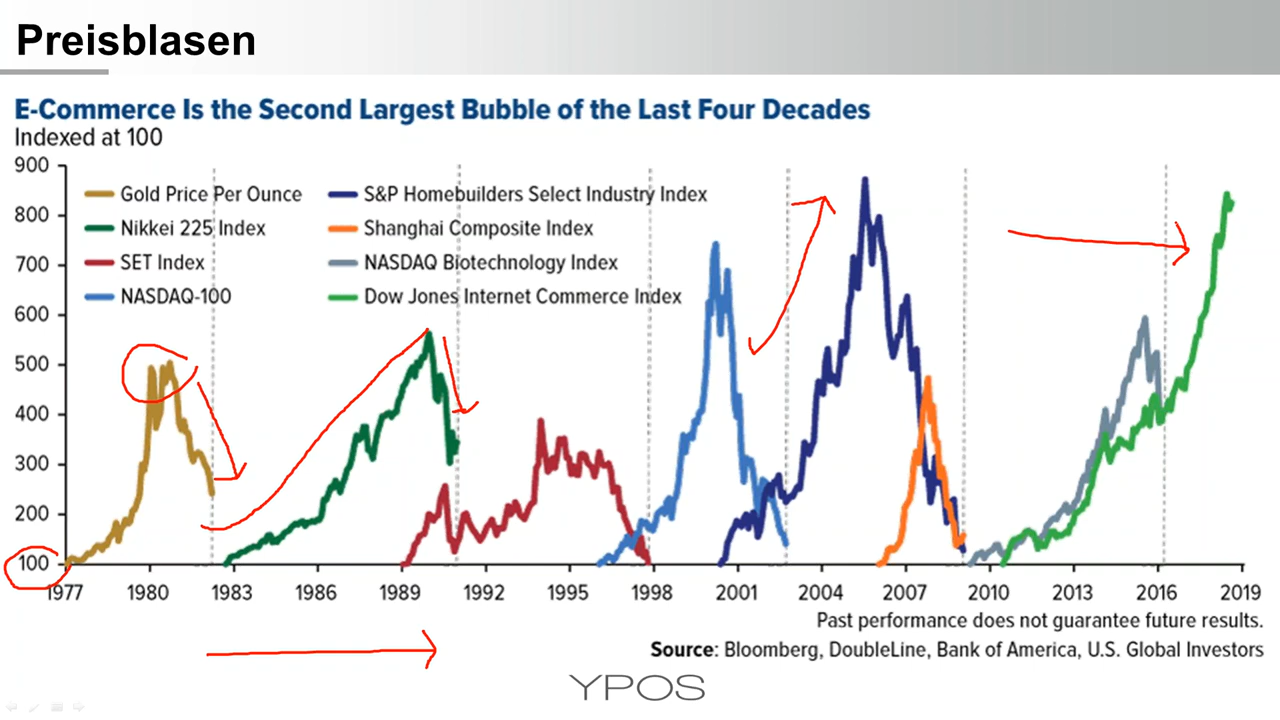 Preisblasen
E-Commerce Is the Second Largest Bubble of the Last Four Decades
Indexed at 100
900
800
700
600
500
400
300
200
100
Gold Price Per Ounce
Nikkei 225 Index
SET Index
NASDAQ-100
S&P Homebuilders Select Industry Index
Shanghai Composite Index
NASDAQ Biotechnology Index
Dow Jones Internet Commerce Index
1977 1980 1983 1986 1989 1992 1995 1998 2001 2004 2007 2010 2013 2016 2019
Past performance does not guarantee future results.
Source: Bloomberg, DoubleLine, Bank of America, U.S. Global Investors
YPOS